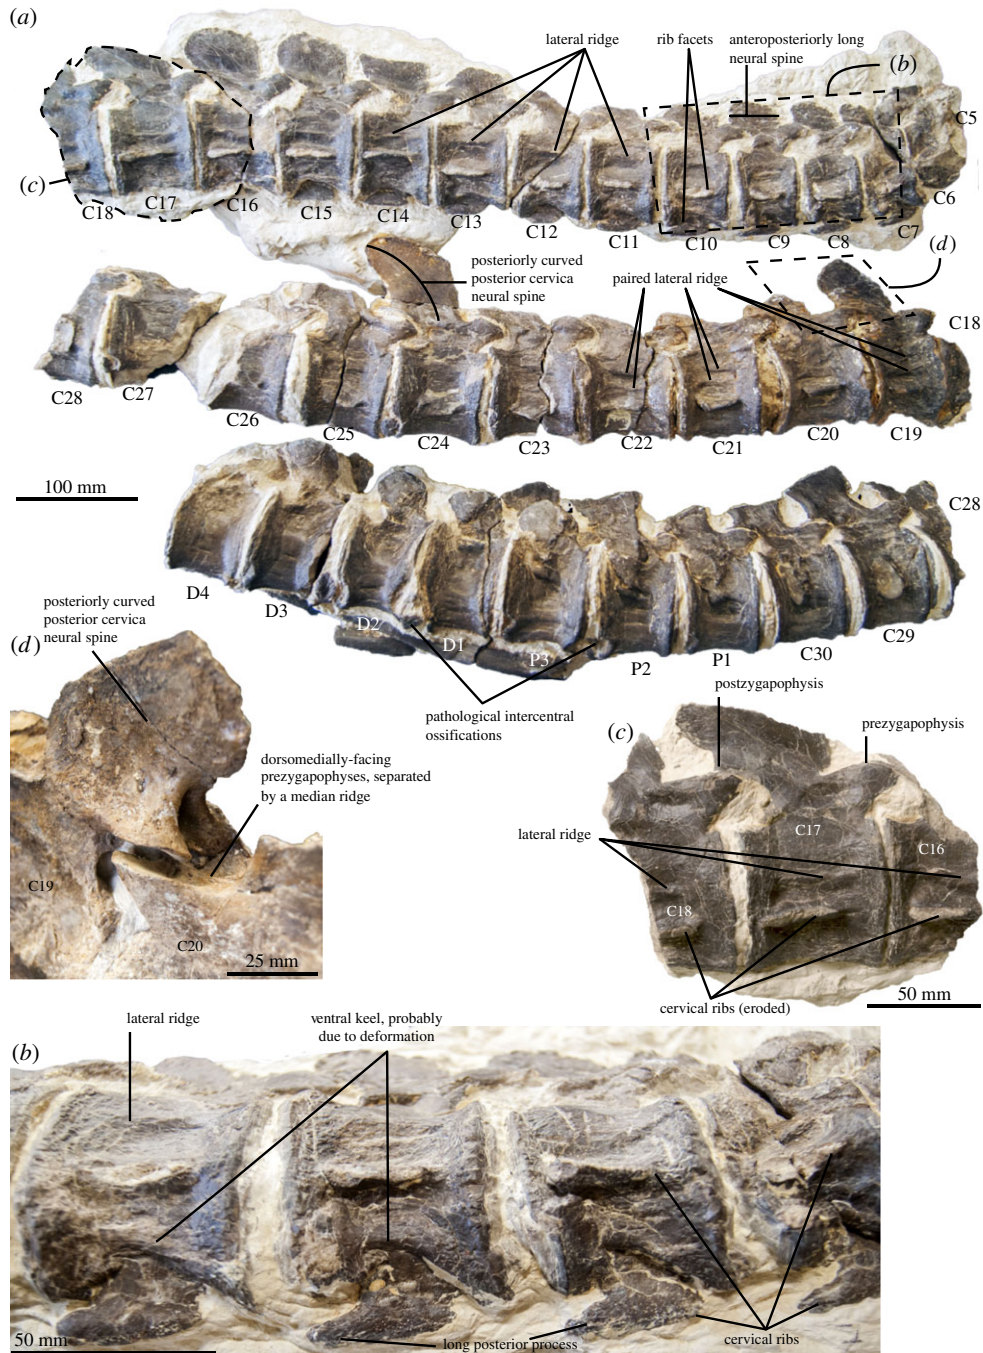 (a)
lateral ridge
rib facets
anteroposteriorly long
neural spine
(b)
C5
(c)
C18
C17
C16
C15
C14
C13
C12
C11
C10
C9
C8
C7
C6
(d)
posteriorly curved
posterior cervica
neural spine
paired lateral ridge
C18
C28
C27
C26
C25
C24
C23
C22
C21
C20
C19
100 mm
C28
D4
D3
D2
D1
P3
P2
P1
C30
C29
posteriorly curved
posterior cervica
neural spine
(d)
pathological intercentral
ossifications
dorsomedially-facing
prezygapophyses, separated
by a median ridge
C19
C20
25 mm
postzygapophysis
(c)
prezygapophysis
lateral ridge
C17
C16
C18
cervical ribs (eroded)
50 mm
lateral ridge
ventral keel, probably
due to deformation
(b)
50 mm
long posterior process
cervical ribs